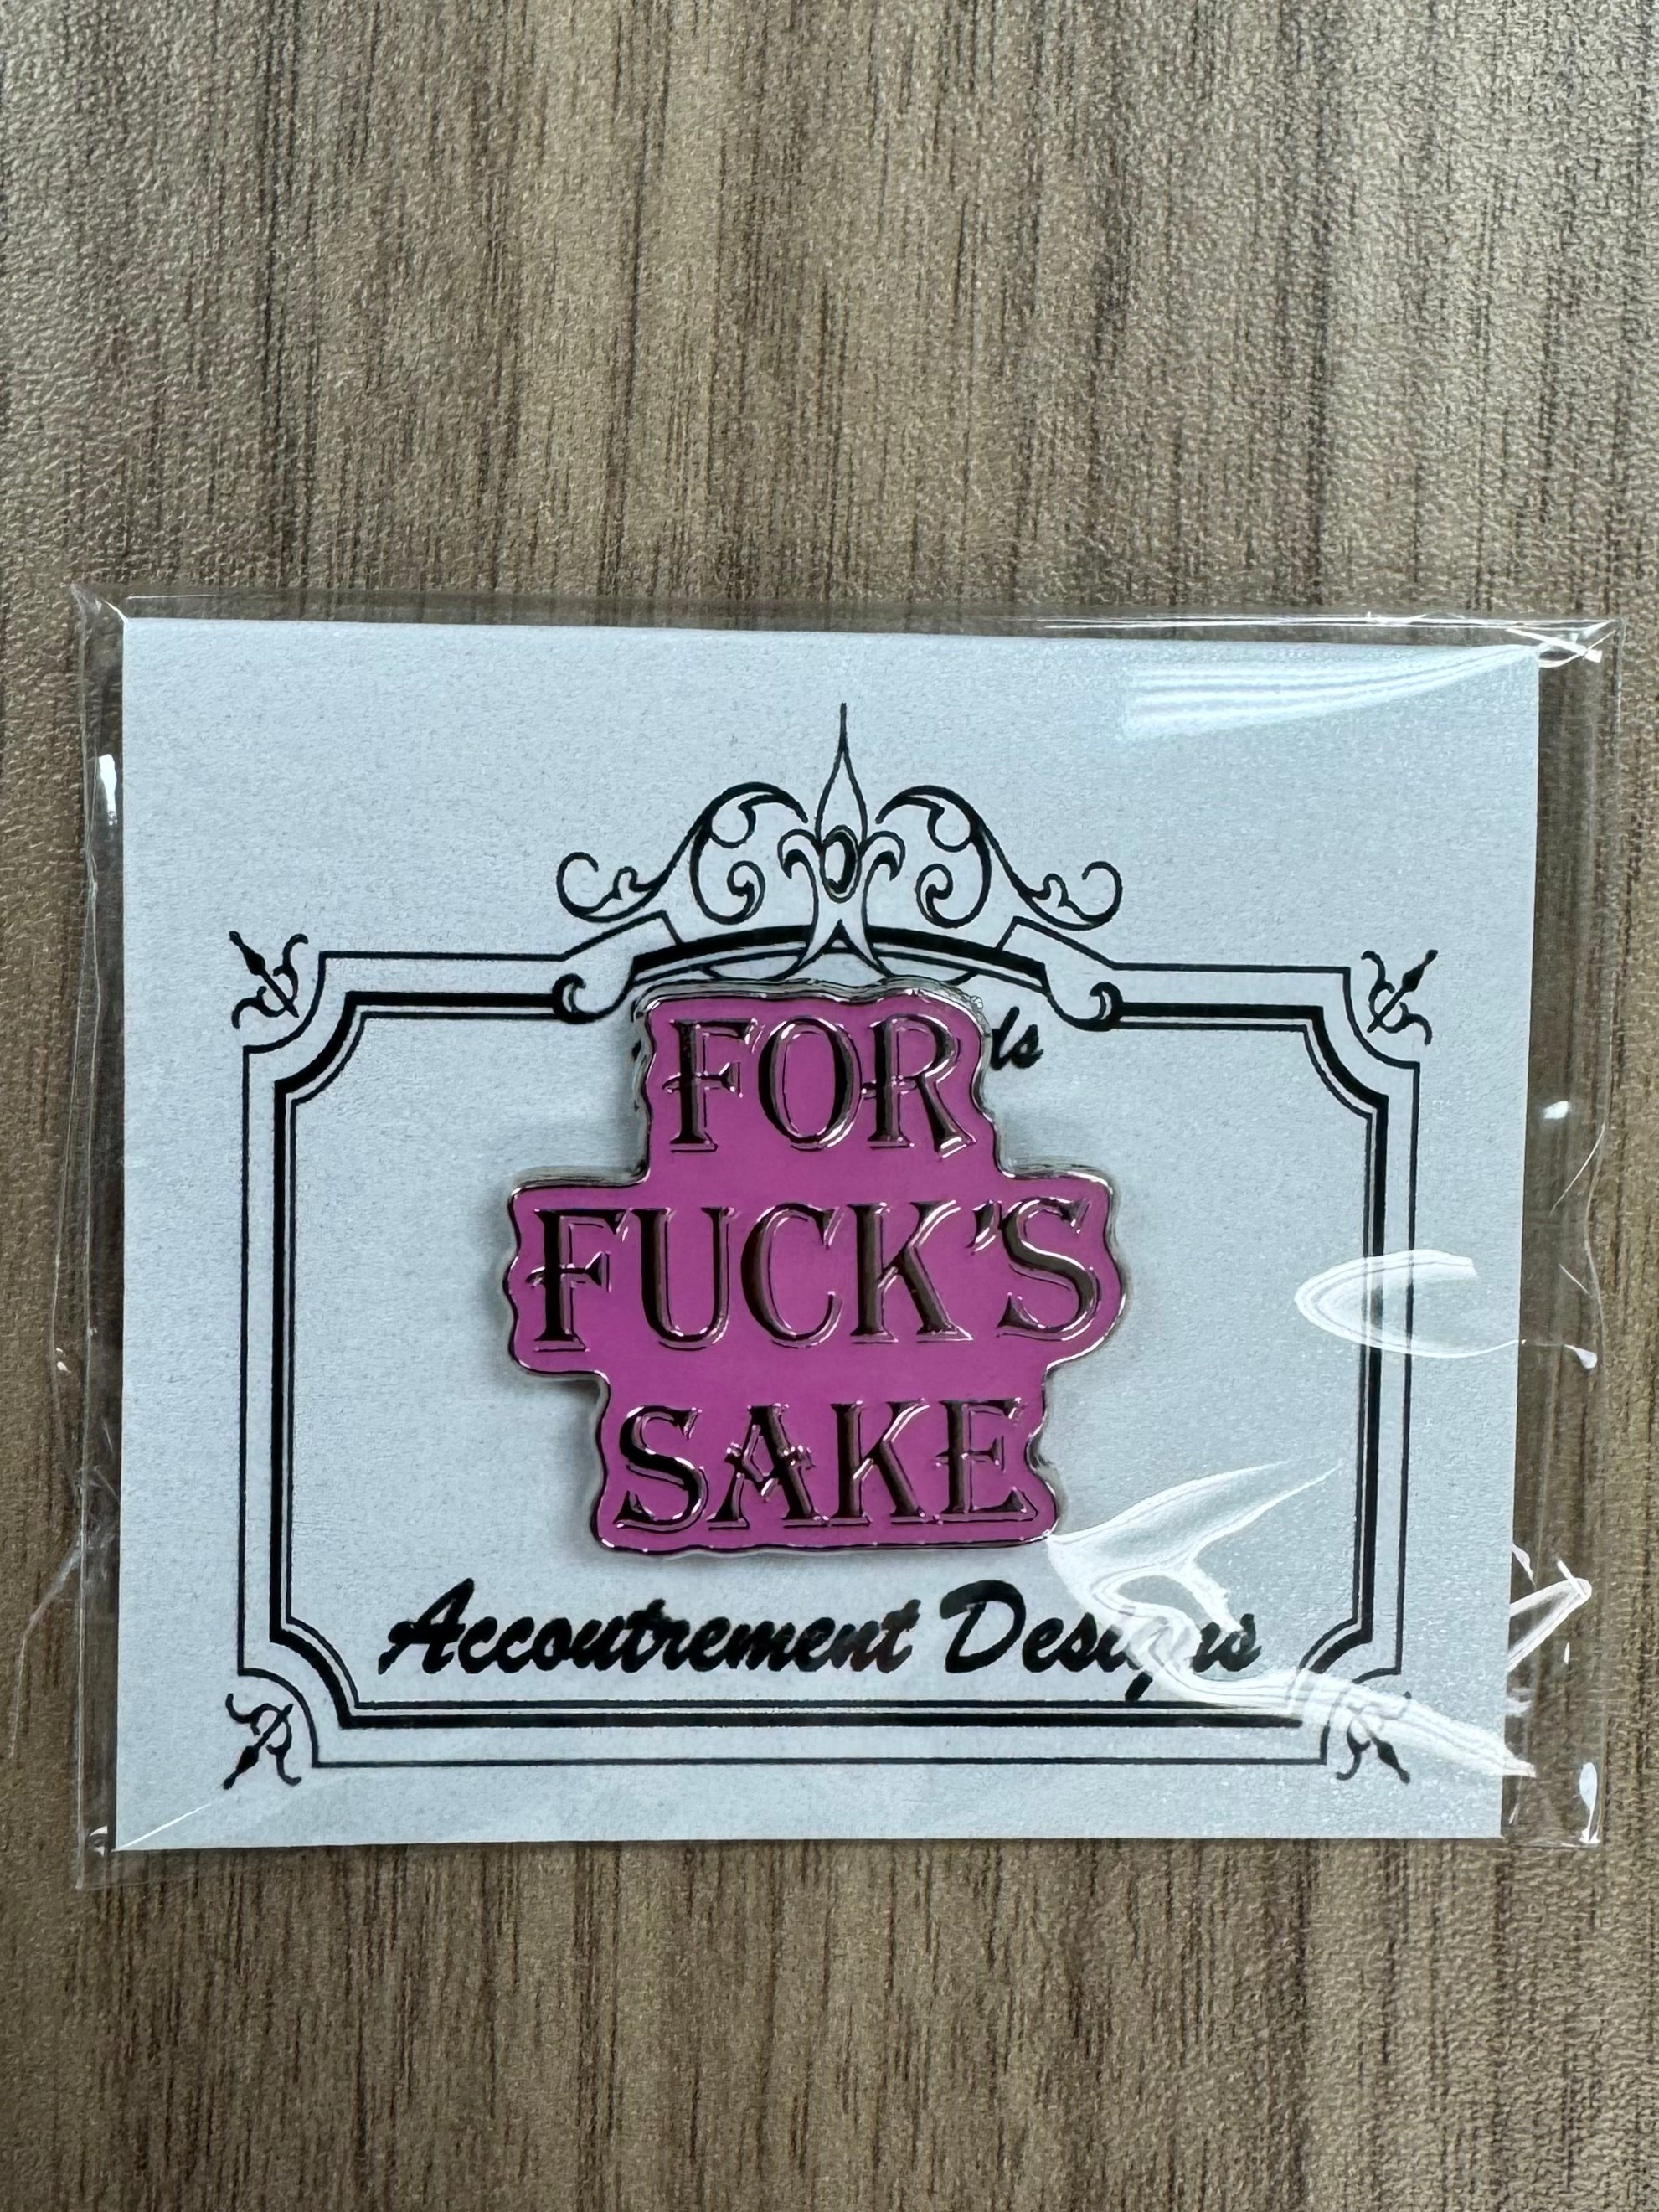 FOR
FUCK'S
SAKE
Accoutrement Designs